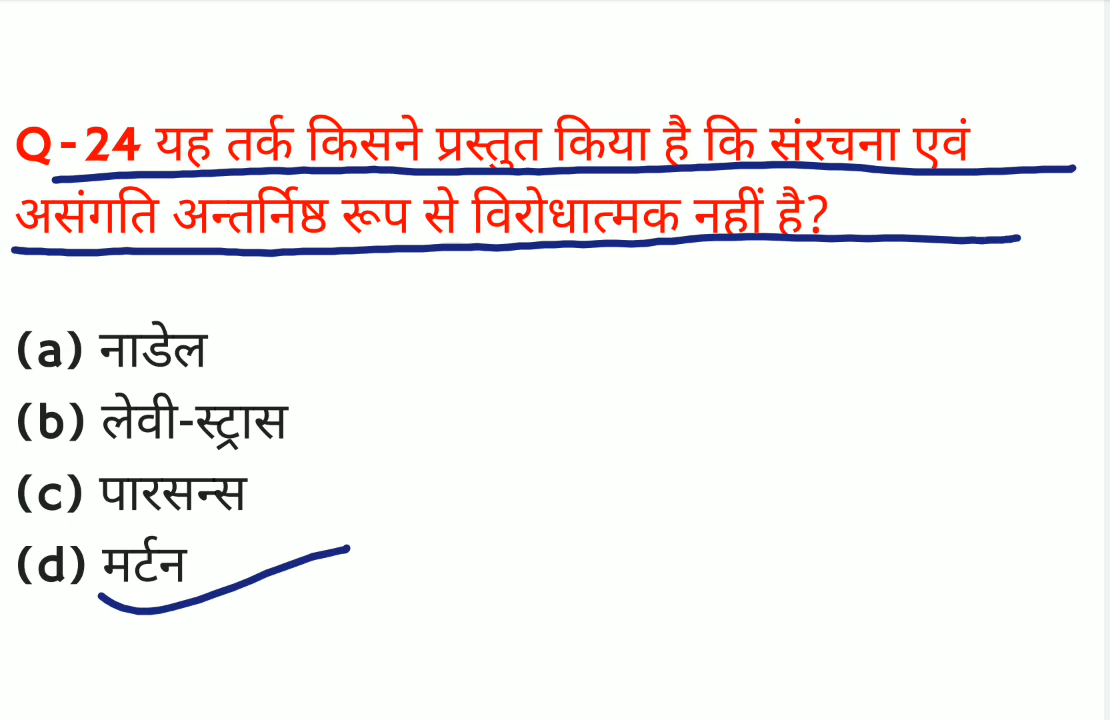 Q-24 यह तर्क किसने प्रस्तुत किया है कि संरचना एवं
असंगति अन्तर्निष्ठ रूप से विरोधात्मक नहीं है?
(a) नाडेल
(b) लेवी-स्ट्रास
(c) पारसन्स
(d) मर्टन